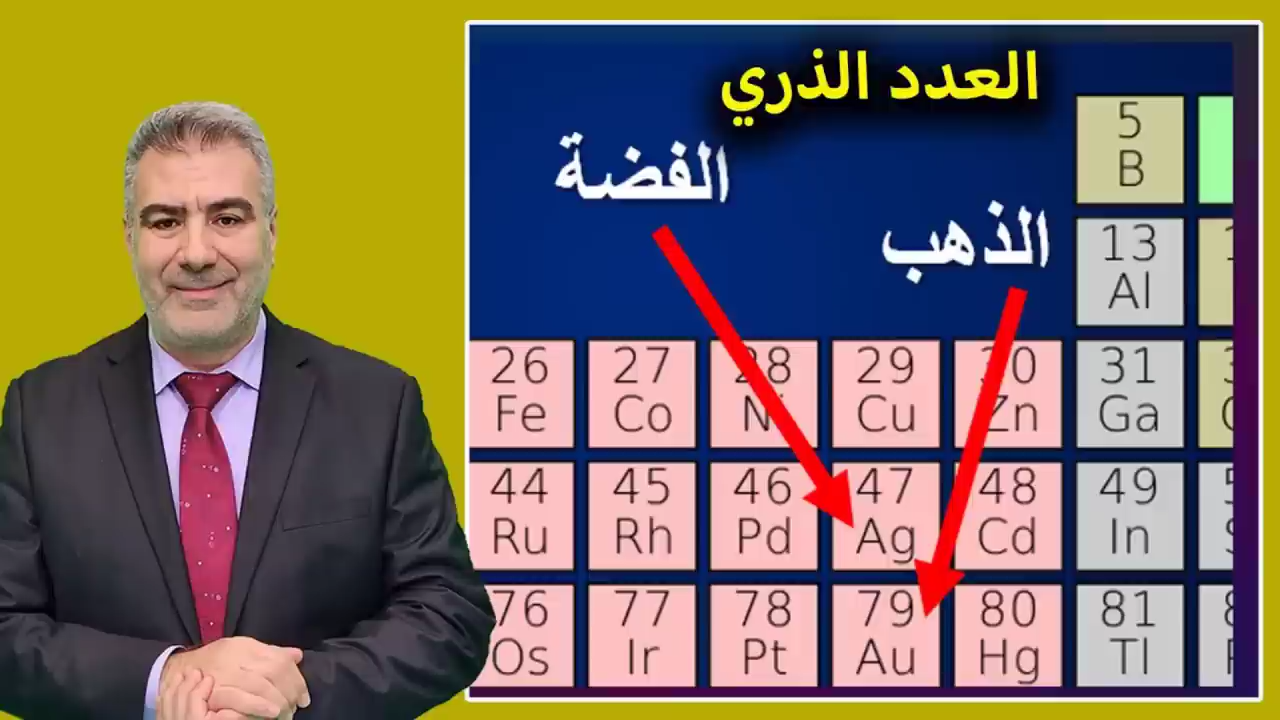 العدد الذري
الفضة
الذهب
5
B
13
Al
26 27 28 29 30 31
Fe Co Ni Cu Zn Ga
44 45 46 47 48 49
Ru Rh Pd Ag Cd In
76 77 78 79 80 81
Os Ir Pt Au Hg Tl